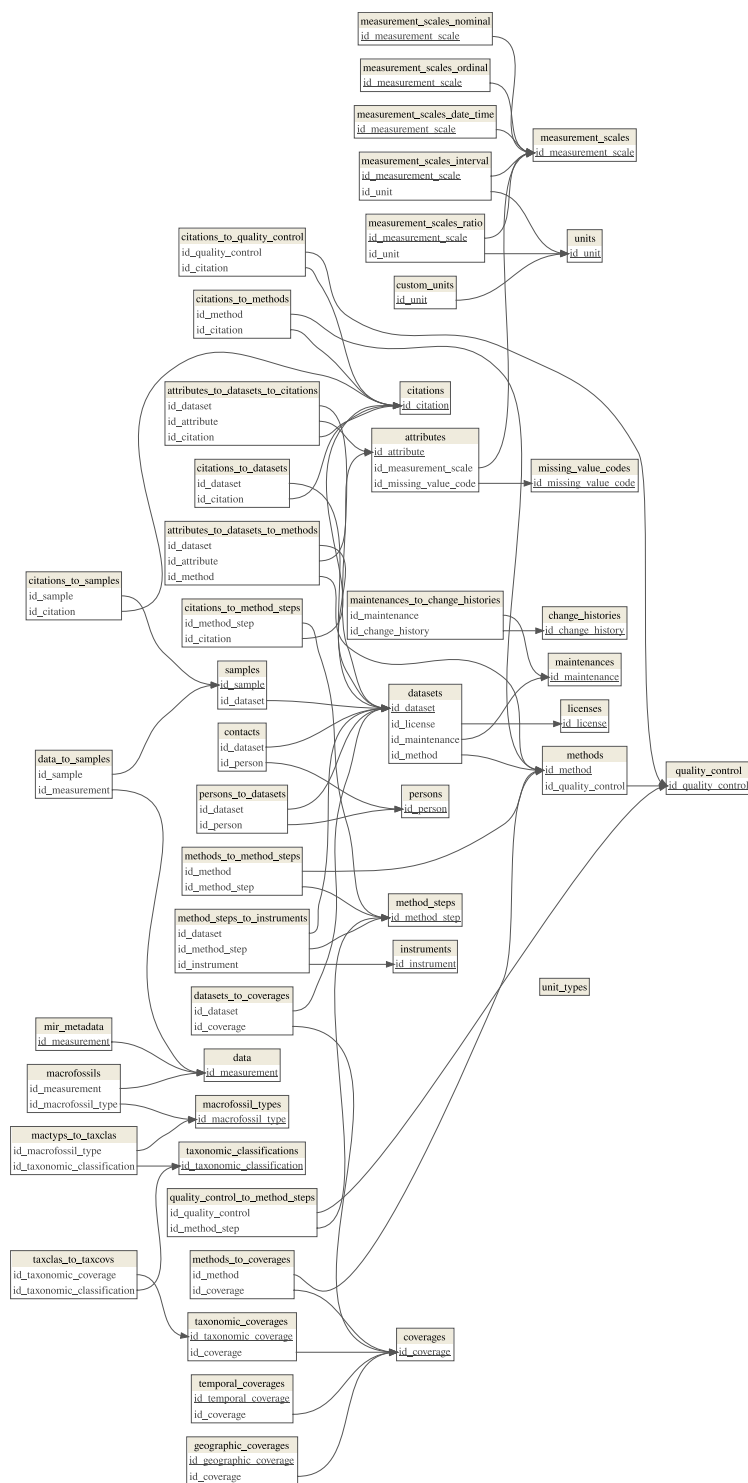 measurement_scales_nominal
id_measurement_scale
measurement_scales_ordinal
id_measurement_scale
measurement_scales_date_time
id_measurement_scale
measurement_scales
id_measurement_scale
measurement_scales_interval
id_measurement_scale
id_unit
measurement_scales_ratio
id_measurement_scale
id_unit
units
id_unit
citations_to_quality_control
id_quality_control
id_citation
custom_units
id_unit
citations_to_methods
id_method
id_citation
attributes_to_datasets_to_citations
id_dataset
id_attribute
id_citation
citations
id_citation
attributes
id_attribute
id_measurement_scale
id_missing_value_code
citations_to_datasets
id_dataset
id_citation
missing_value_codes
id_missing_value_code
attributes_to_datasets_to_methods
id_dataset
id_attribute
id_method
citations_to_samples
id_sample
id_citation
maintenances_to_change_histories
id_maintenance
id_change_history
citations_to_method_steps
id_method_step
id_citation
change_histories
id_change_history
samples
id_sample
id_dataset
maintenances
id_maintenance
datasets
id_dataset
id_license
id_maintenance
id_method
licenses
id_license
contacts
id_dataset
id_person
data_to_samples
id_sample
id_measurement
methods
id_method
id_quality_control
quality_control
id_quality_control
persons_to_datasets
id_dataset
id_person
persons
id_person
methods_to_method_steps
id_method
id_method_step
method_steps
id_method_step
method_steps_to_instruments
id_dataset
id_method_step
id_instrument
instruments
id_instrument
unit_types
datasets_to_coverages
id_dataset
id_coverage
mir_metadata
id_measurement
data
id_measurement
macrofossils
id_measurement
id_macrofossil_type
macrofossil_types
id_macrofossil_type
mactyps_to_taxclas
id_macrofossil_type
id_taxonomic_classification
taxonomic_classifications
id_taxonomic_classification
quality_control_to_method_steps
id_quality_control
id_method_step
taxclas_to_taxcovs
id_taxonomic_coverage
id_taxonomic_classification
methods_to_coverages
id_method
id_coverage
taxonomic_coverages
id_taxonomic_coverage
id_coverage
coverages
id_coverage
temporal_coverages
id_temporal_coverage
id_coverage
geographic_coverages
id_geographic_coverage
id_coverage